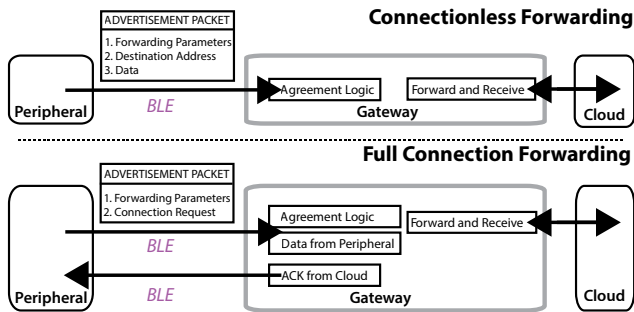 Connectionless Forwarding
ADVERTISEMENT PACKET
1. Forwarding Parameters
2. Destination Address
3. Data
Agreement Logic
Forward and Receive
Peripheral
BLE
Gateway
Cloud
Full Connection Forwarding
ADVERTISEMENT PACKET
1. Forwarding Parameters
2. Connection Request
Agreement Logic
Forward and Receive
Data from Peripheral
BLE
ACK from Cloud
Peripheral
BLE
Gateway
Cloud